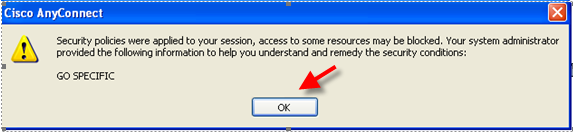 Cisco AnyConnect
Security policies were applied to your session, access to some resources may be blocked. Your system administrator
provided the following information to help you understand and remedy the security conditions:
GO SPECIFIC
OK